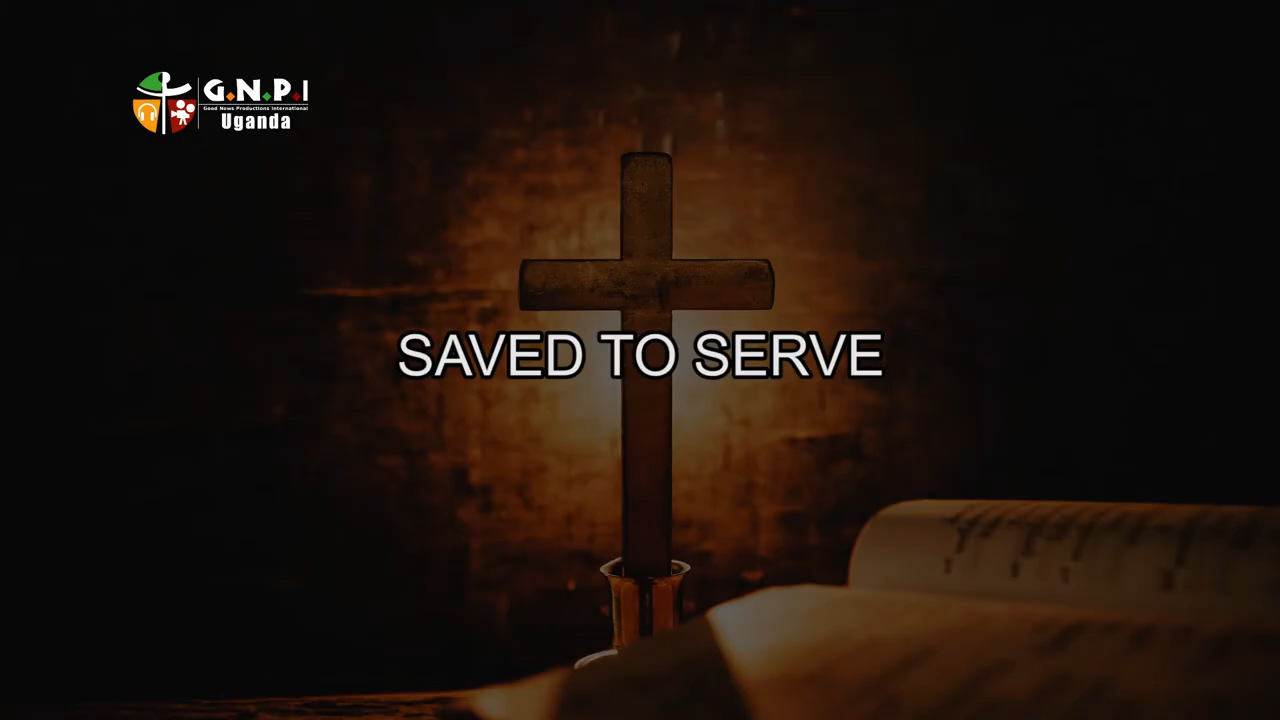 G.N.P.I
Good News Productions International
Uganda
SAVED TO SERVE